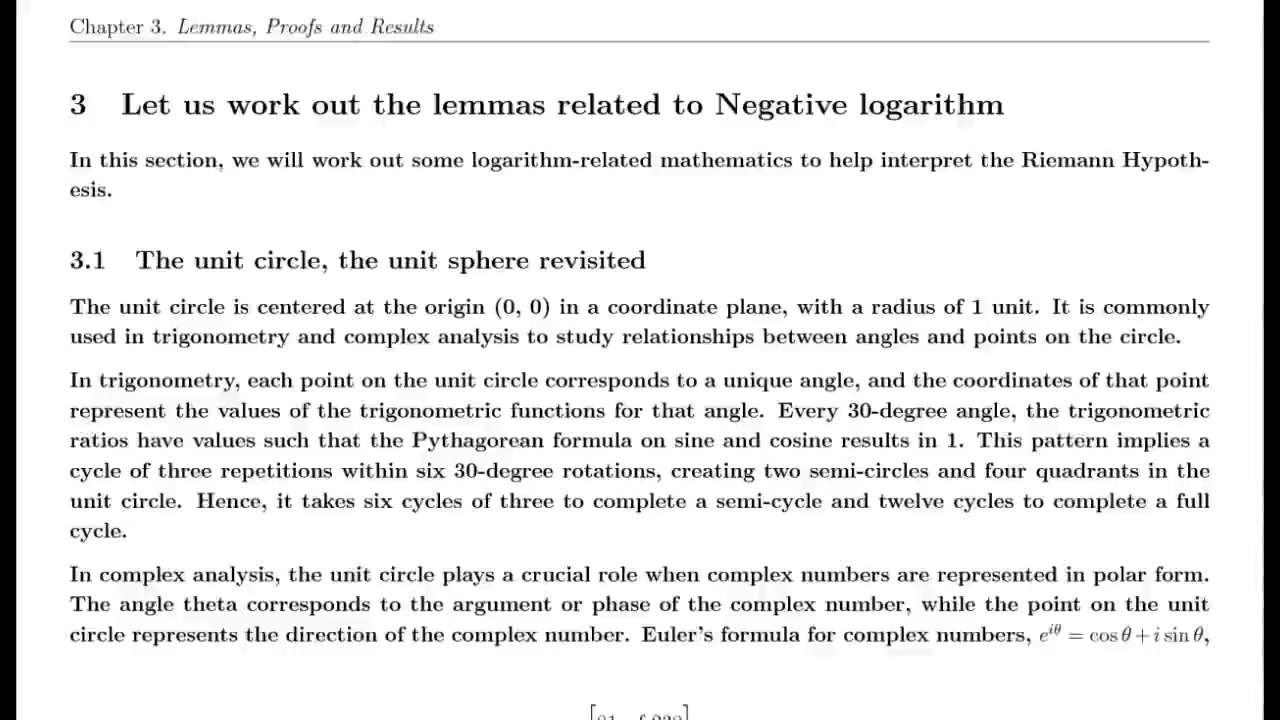 Chapter 3. Lemmas, Proofs and Results
3 Let us work out the lemmas related to Negative logarithm
In this section, we will work out some logarithm-related mathematics to help interpret the Riemann Hypoth-
esis.
3.1 The unit circle, the unit sphere revisited
The unit circle is centered at the origin (0, 0) in a coordinate plane, with a radius of 1 unit. It is commonly
used in trigonometry and complex analysis to study relationships between angles and points on the circle.
In trigonometry, each point on the unit circle corresponds to a unique angle, and the coordinates of that point
represent the values of the trigonometric functions for that angle. Every 30-degree angle, the trigonometric
ratios have values such that the Pythagorean formula on sine and cosine results in 1. This pattern implies a
cycle of three repetitions within six 30-degree rotations, creating two semi-circles and four quadrants in the
unit circle. Hence, it takes six cycles of three to complete a semi-cycle and twelve cycles to complete a full
cycle.
In complex analysis, the unit circle plays a crucial role when complex numbers are represented in polar form.
The angle theta corresponds to the argument or phase of the complex number, while the point on the unit
circle represents the direction of the complex number. Euler's formula for complex numbers, e^{iθ} = cos θ + i sin θ,